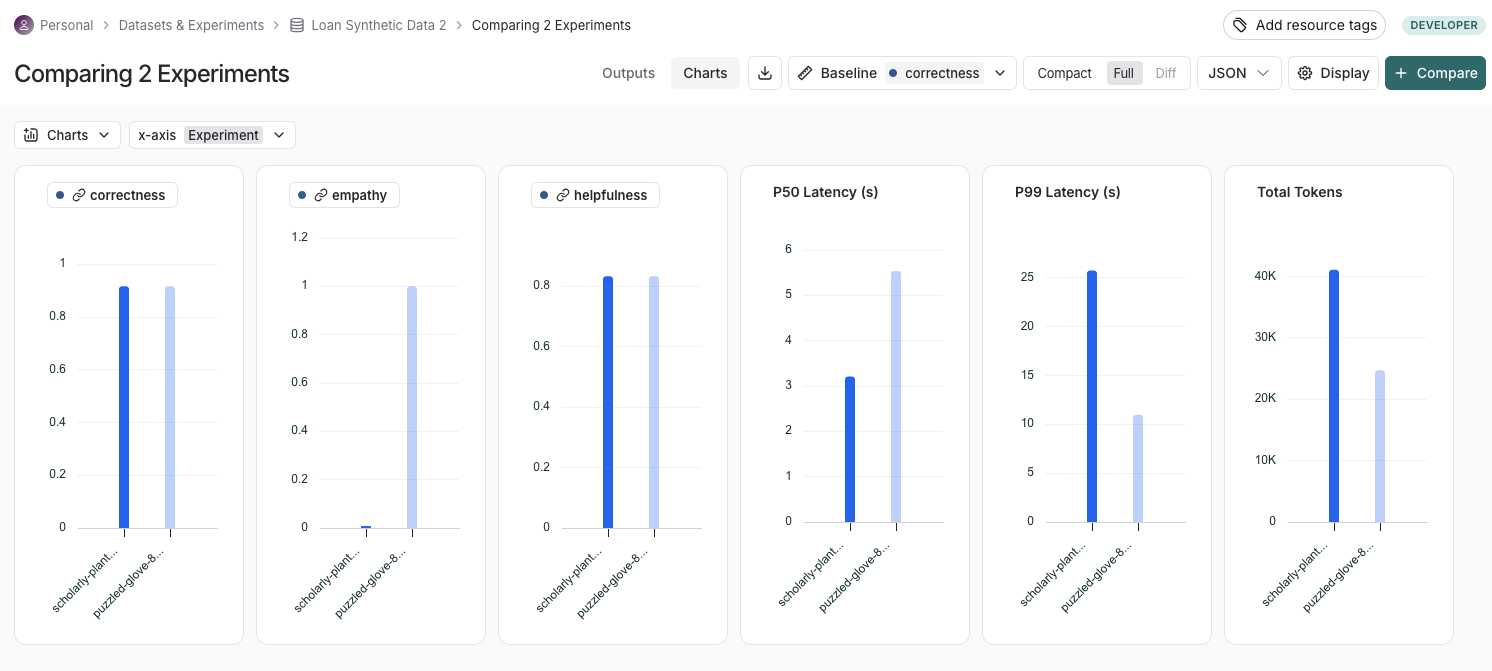 Personal > Datasets & Experiments > Loan Synthetic Data 2 > Comparing 2 Experiments
Add resource tags
DEVELOPER
Comparing 2 Experiments
Outputs
Charts
Baseline correctness
Compact Full Diff
JSON
Display
+ Compare
Charts
x-axis Experiment
correctness
1
0.8
0.6
0.4
0.2
0
scholarly-plant...
puzzled-glove-8...
empathy
1.2
1
0.8
0.6
0.4
0.2
0
scholarly-plant...
puzzled-glove-8...
helpfulness
0.8
0.6
0.4
0.2
0
scholarly-plant...
puzzled-glove-8...
P50 Latency (s)
6
5
4
3
2
1
0
scholarly-plant...
puzzled-glove-8...
P99 Latency (s)
25
20
15
10
5
0
scholarly-plant...
puzzled-glove-8...
Total Tokens
40K
30K
20K
10K
0
scholarly-plant...
puzzled-glove-8...